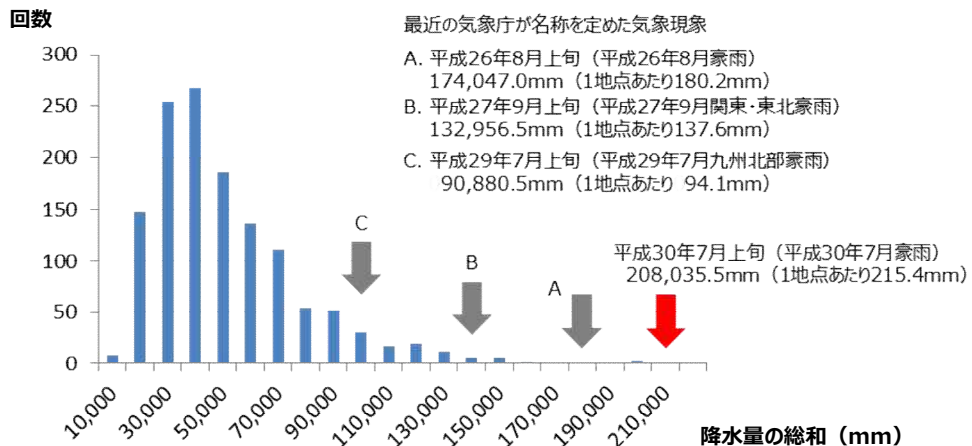 回数
最近の気象庁が名称を定めた気象現象
A. 平成26年8月上旬（平成26年8月豪雨）
174,047.0mm（1地点あたり180.2mm）
B. 平成27年9月上旬（平成27年9月関東･東北豪雨）
132,956.5mm（1地点あたり137.6mm）
C. 平成29年7月上旬（平成29年7月九州北部豪雨）
90,880.5mm（1地点あたり 94.1mm）
300
250
200
150
100
50
0
C
B
A
平成30年7月上旬（平成30年7月豪雨）
208,035.5mm（1地点あたり215.4mm）
10,000
30,000
50,000
70,000
90,000
110,000
130,000
150,000
170,000
190,000
210,000
降水量の総和（mm）